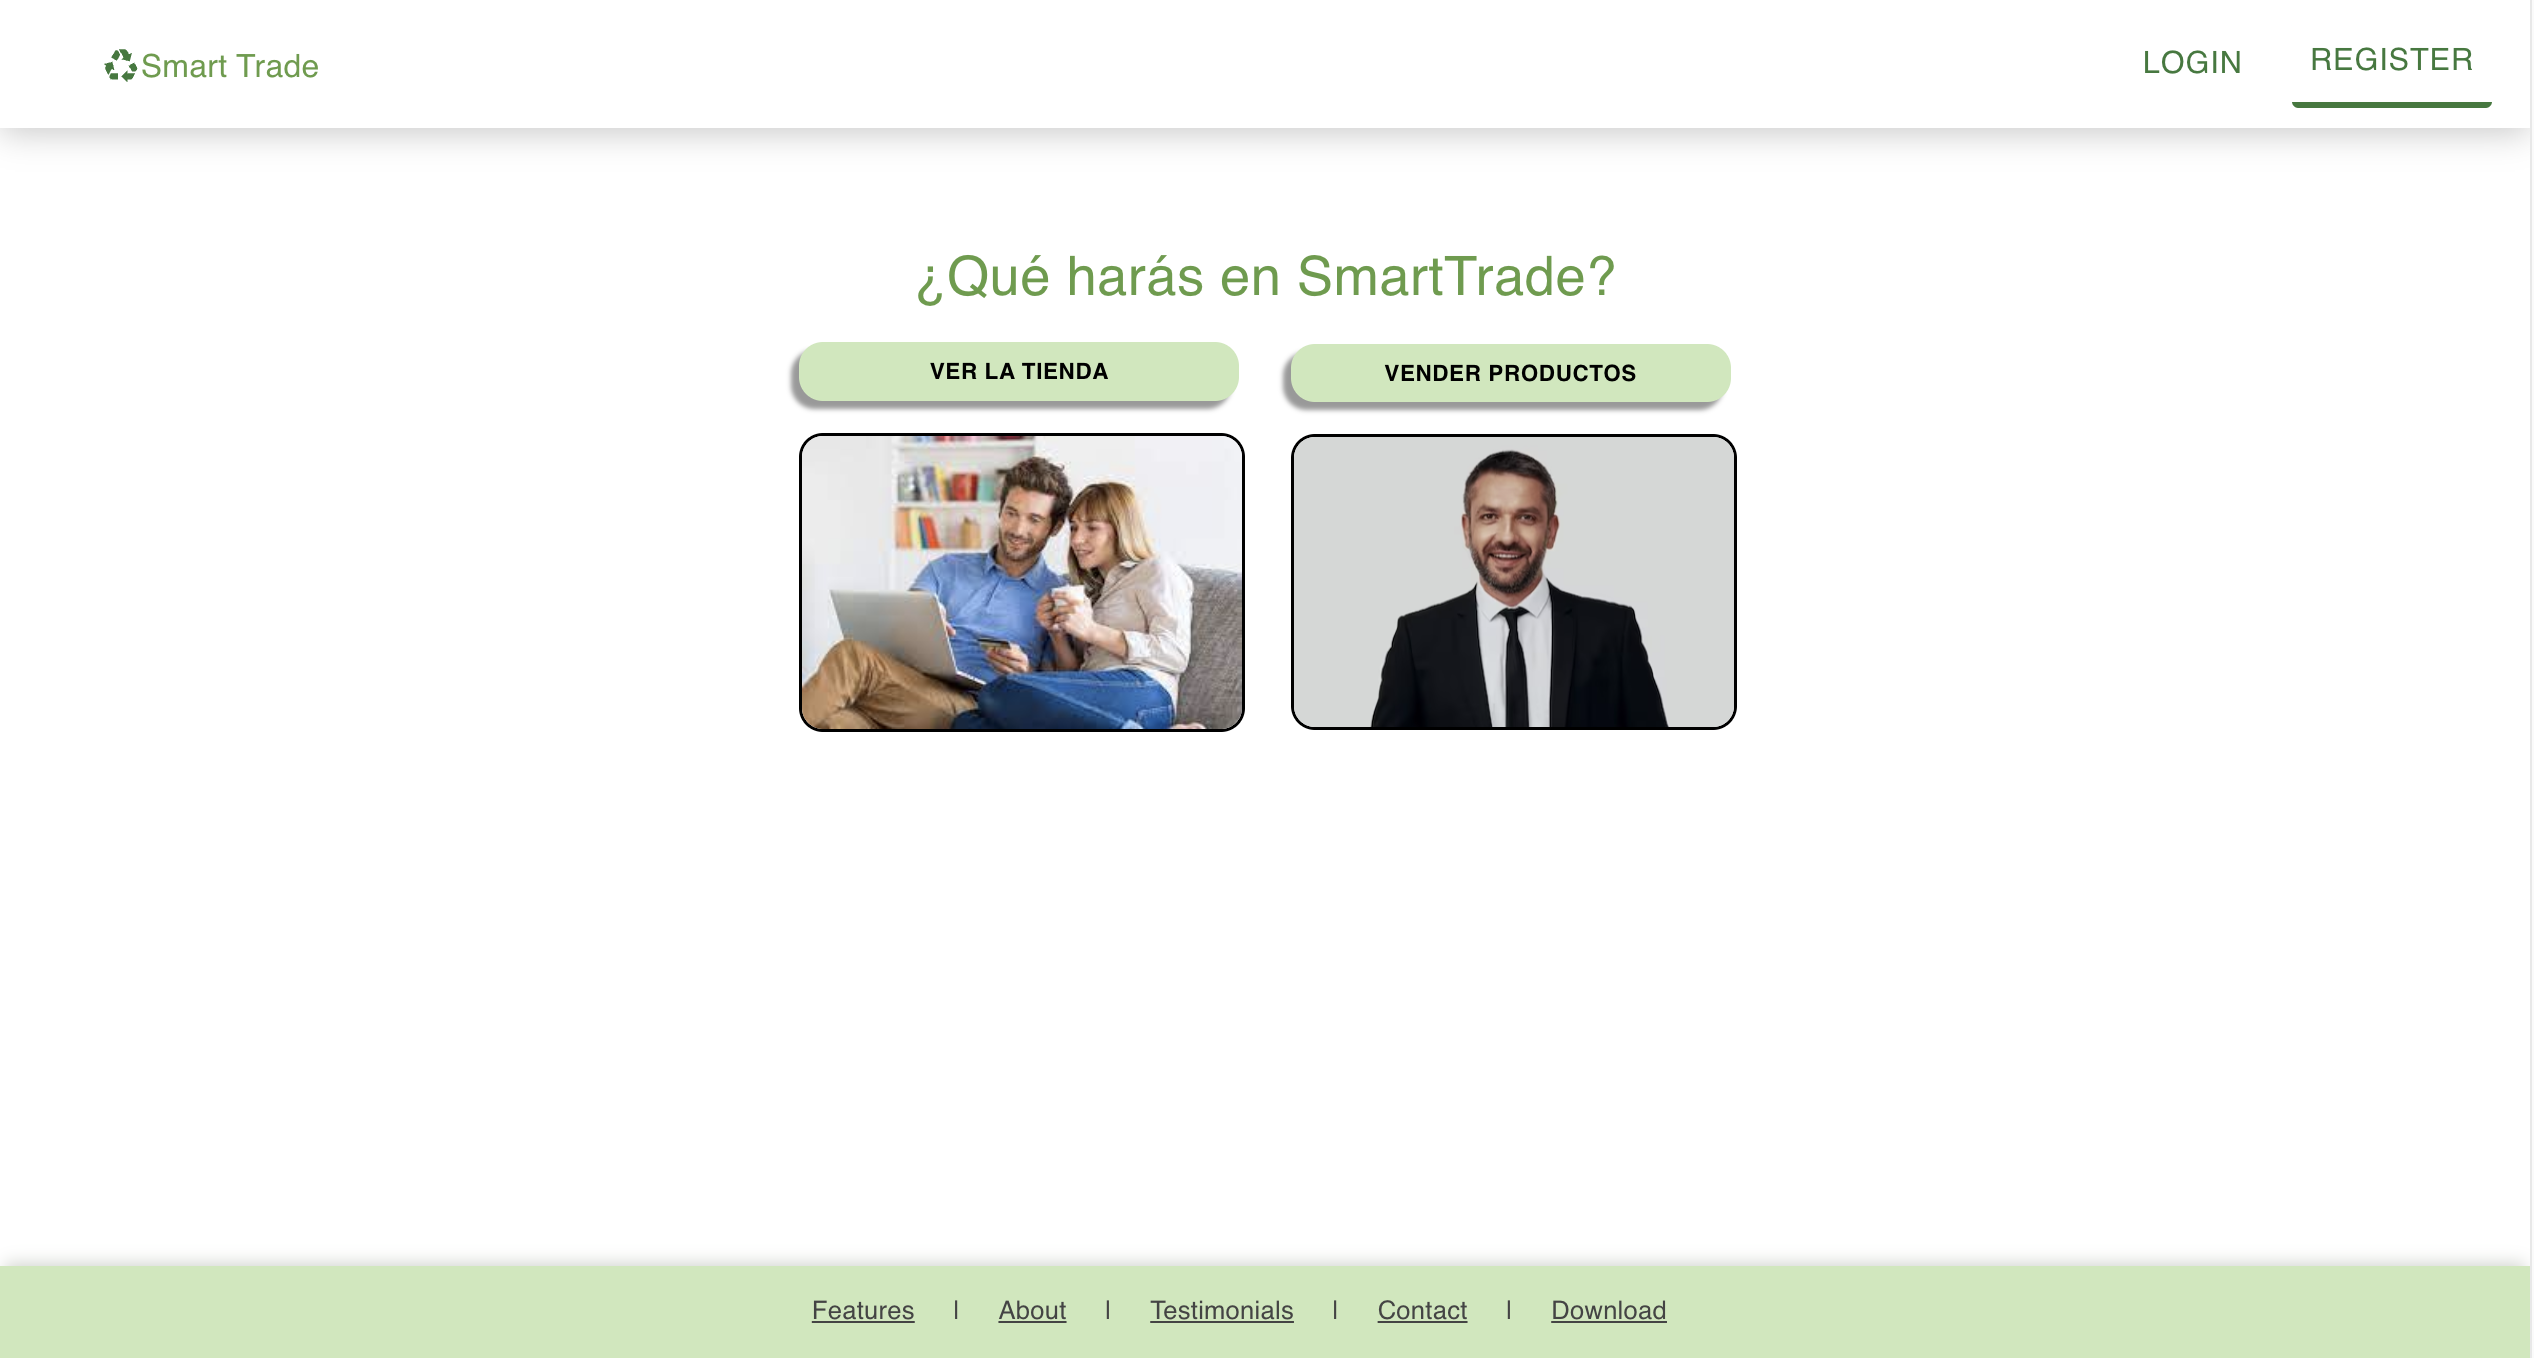 Smart Trade
LOGIN
REGISTER
¿Qué harás en SmartTrade?
VER LA TIENDA
VENDER PRODUCTOS
Features | About | Testimonials | Contact | Download